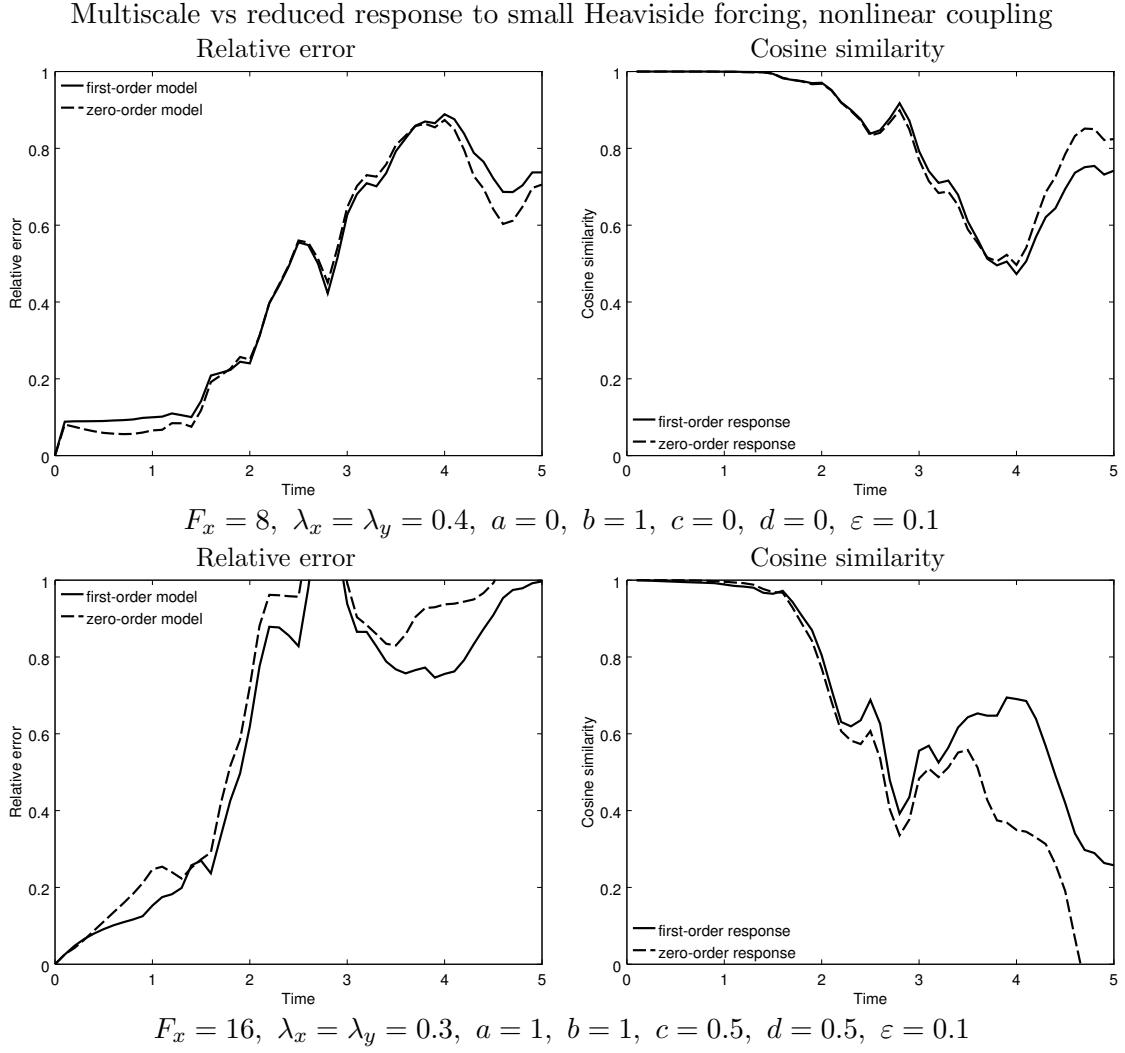 Multiscale vs reduced response to small Heaviside forcing, nonlinear coupling
Relative error
Cosine similarity
1
0.8
0.6
0.4
0.2
0
Relative error
first-order model
zero-order model
0 1 2 3 4 5
Time
1
0.8
0.6
0.4
0.2
0
Cosine similarity
first-order response
zero-order response
0 1 2 3 4 5
Time
F_x = 8, λ_x = λ_y = 0.4, a = 0, b = 1, c = 0, d = 0, ε = 0.1
Relative error
Cosine similarity
1
0.8
0.6
0.4
0.2
0
Relative error
first-order model
zero-order model
0 1 2 3 4 5
Time
1
0.8
0.6
0.4
0.2
0
Cosine similarity
first-order response
zero-order response
0 1 2 3 4 5
Time
F_x = 16, λ_x = λ_y = 0.3, a = 1, b = 1, c = 0.5, d = 0.5, ε = 0.1